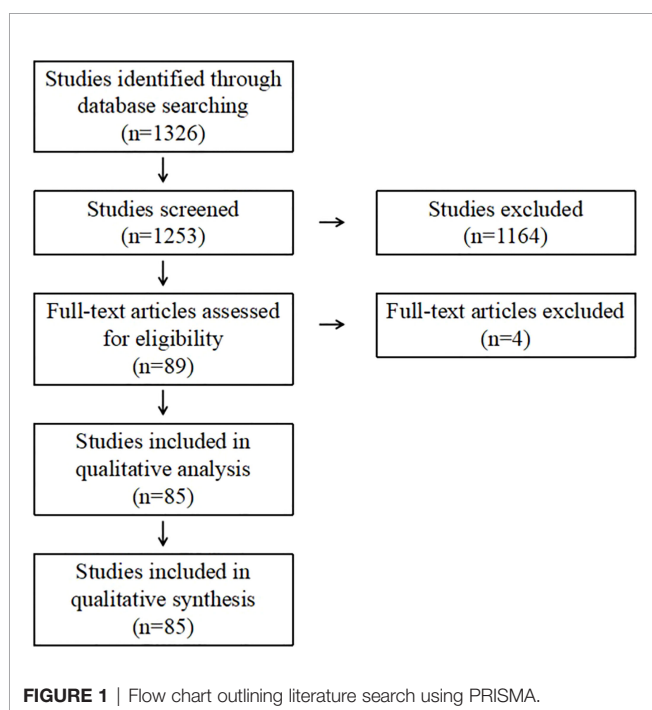 Studies identified through
database searching
(n=1326)
Studies screened
(n=1253)
Studies excluded
(n=1164)
Full-text articles assessed
for eligibility
(n=89)
Full-text articles excluded
(n=4)
Studies included in
qualitative analysis
(n=85)
Studies included in
qualitative synthesis
(n=85)
FIGURE 1 | Flow chart outlining literature search using PRISMA.